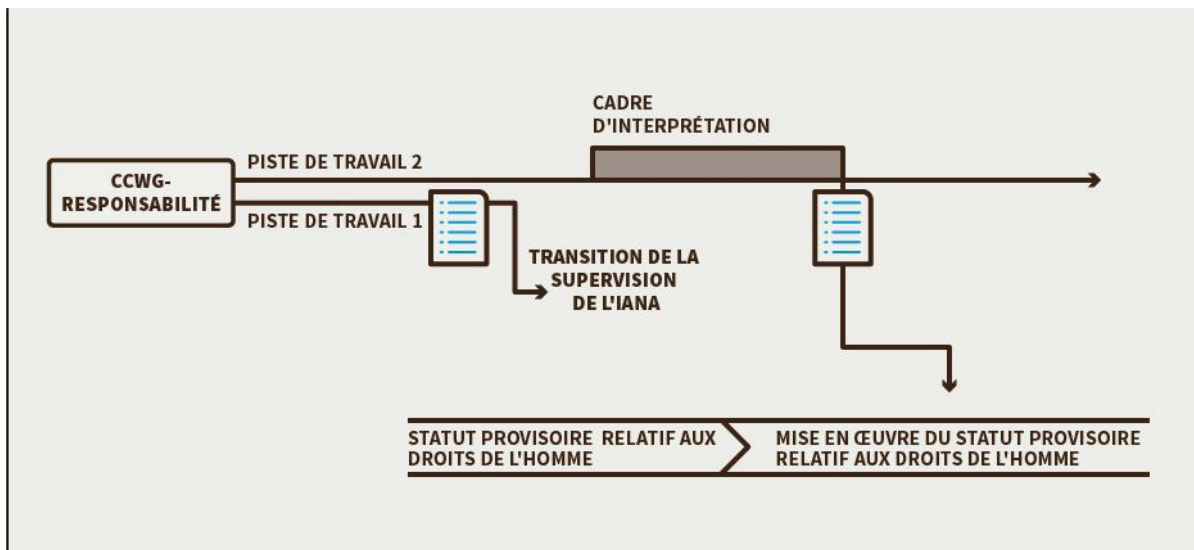 CADRE
D'INTERPRÉTATION
PISTE DE TRAVAIL 2
CCWG-
RESPONSABILITÉ
PISTE DE TRAVAIL 1
TRANSITION DE LA
SUPERVISION
DE L'IANA
STATUT PROVISOIRE RELATIF AUX
DROITS DE L'HOMME
MISE EN ŒUVRE DU STATUT PROVISOIRE
RELATIF AUX DROITS DE L'HOMME